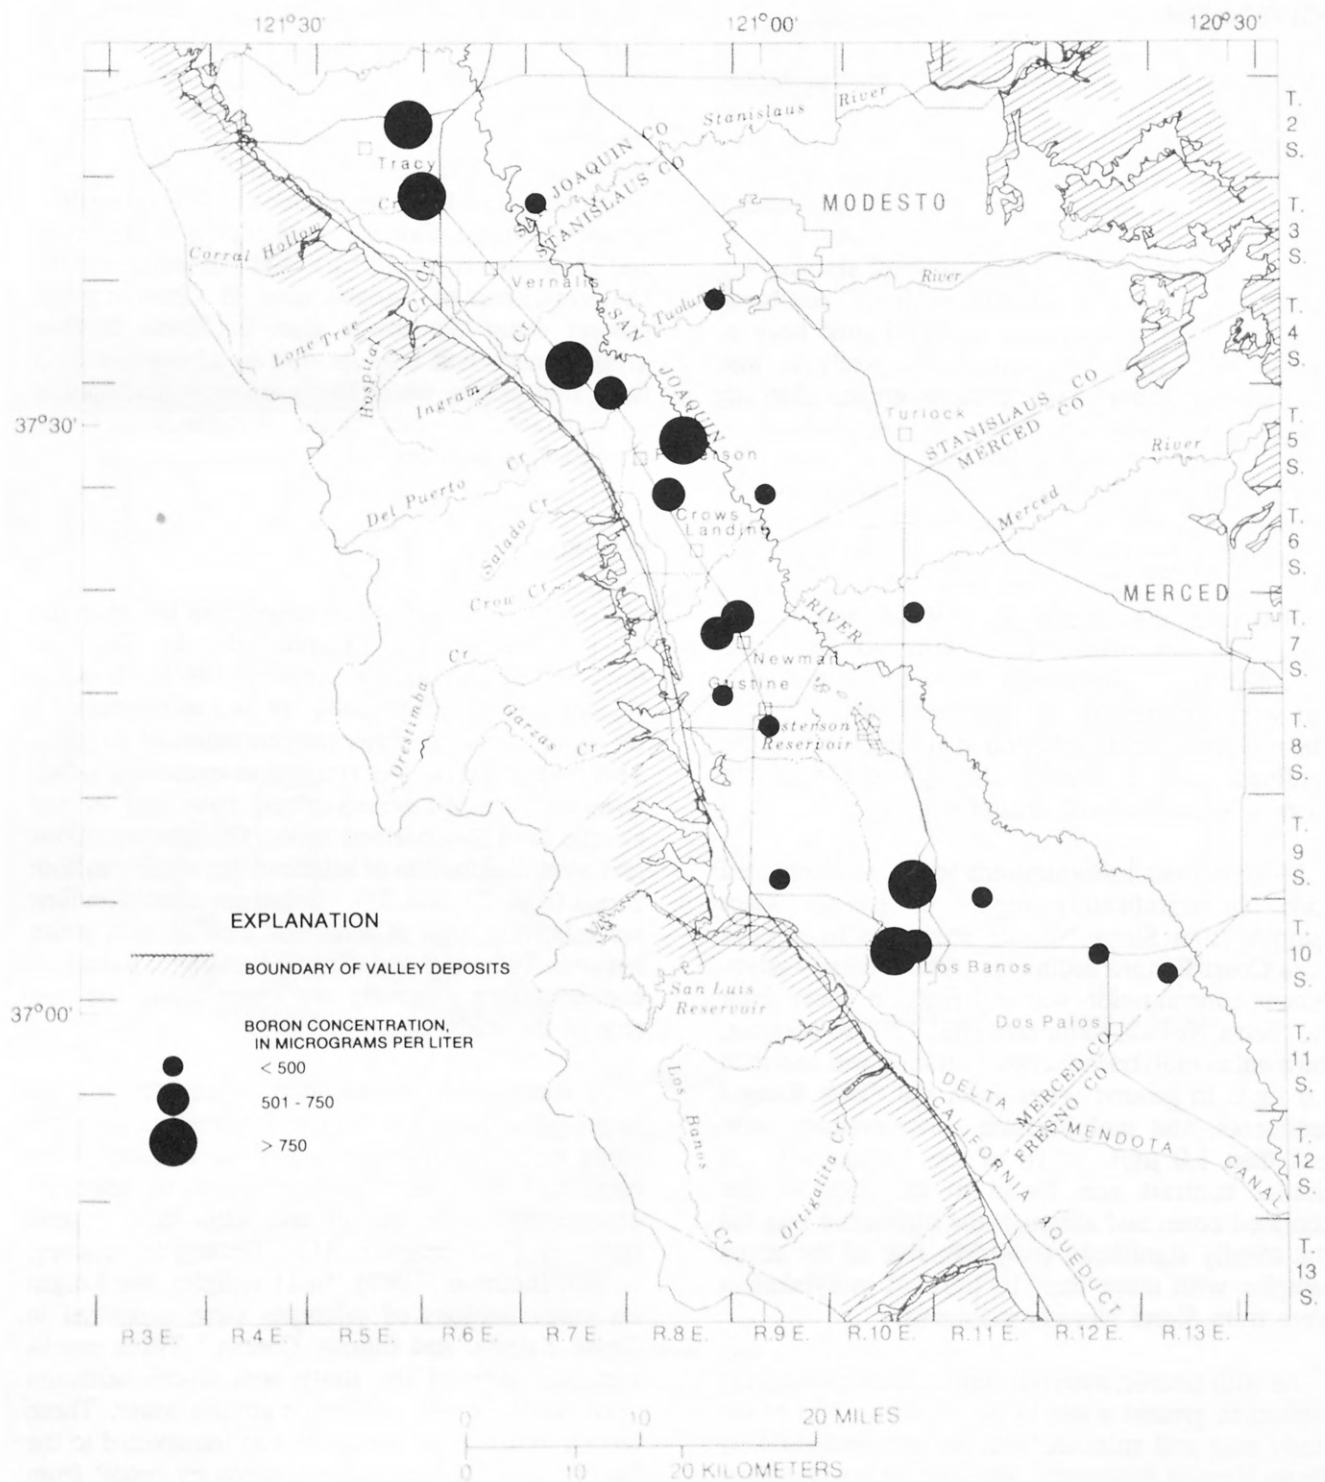 121°30'
121°00'
120°30'
T. 2 S.
Stanislaus River
SAN JOAQUIN CO
STANISLAUS CO
Tracy
MODESTO
T. 3 S.
Corral Hollow Cr
River
Vernalis
Tuolumne
T. 4 S.
Lone Tree Cr
Hospital Cr
SAN JOAQUIN RIVER
Ingram Cr
STANISLAUS CO
MERCED CO
37°30'
Turlock
T. 5 S.
River
Merced
Del Puerto Cr
Salado Cr
Crows
Landing
T. 6 S.
Crow Cr
MERCED
T. 7 S.
Newman
Orestimba Cr
Gustine
Garzas Cr
Reservoir
T. 8 S.
T. 9 S.
EXPLANATION
BOUNDARY OF VALLEY DEPOSITS
BORON CONCENTRATION,
IN MICROGRAMS PER LITER
< 500
501 - 750
> 750
Los Banos
T. 10 S.
San Luis
Reservoir
37°00'
Dos Palos
T. 11 S.
MERCED CO
FRESNO CO
DELTA MENDOTA CANAL
CALIFORNIA AQUEDUCT
Los Banos Cr
Ortigalita Cr
T. 12 S.
T. 13 S.
R.3 E. R.4 E. R.5 E. R.6 E. R.7 E. R.8 E. R.9 E. R.10 E. R.11 E. R.12 E. R.13 E.
0 10 20 MILES
0 10 20 KILOMETERS